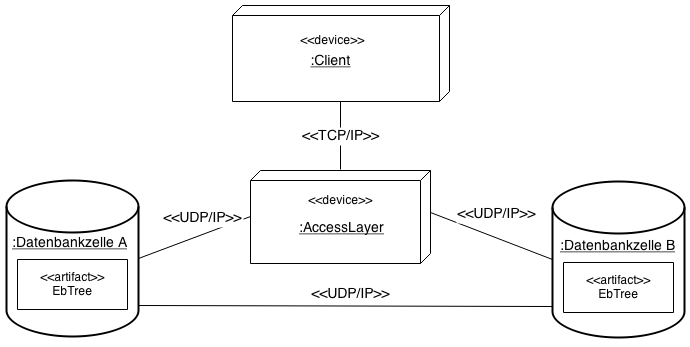 <<device>>
:Client
<<TCP/IP>>
<<device>>
:AccessLayer
<<UDP/IP>>
<<UDP/IP>>
:Datenbankzelle A
<<artifact>>
EbTree
:Datenbankzelle B
<<artifact>>
EbTree
<<UDP/IP>>